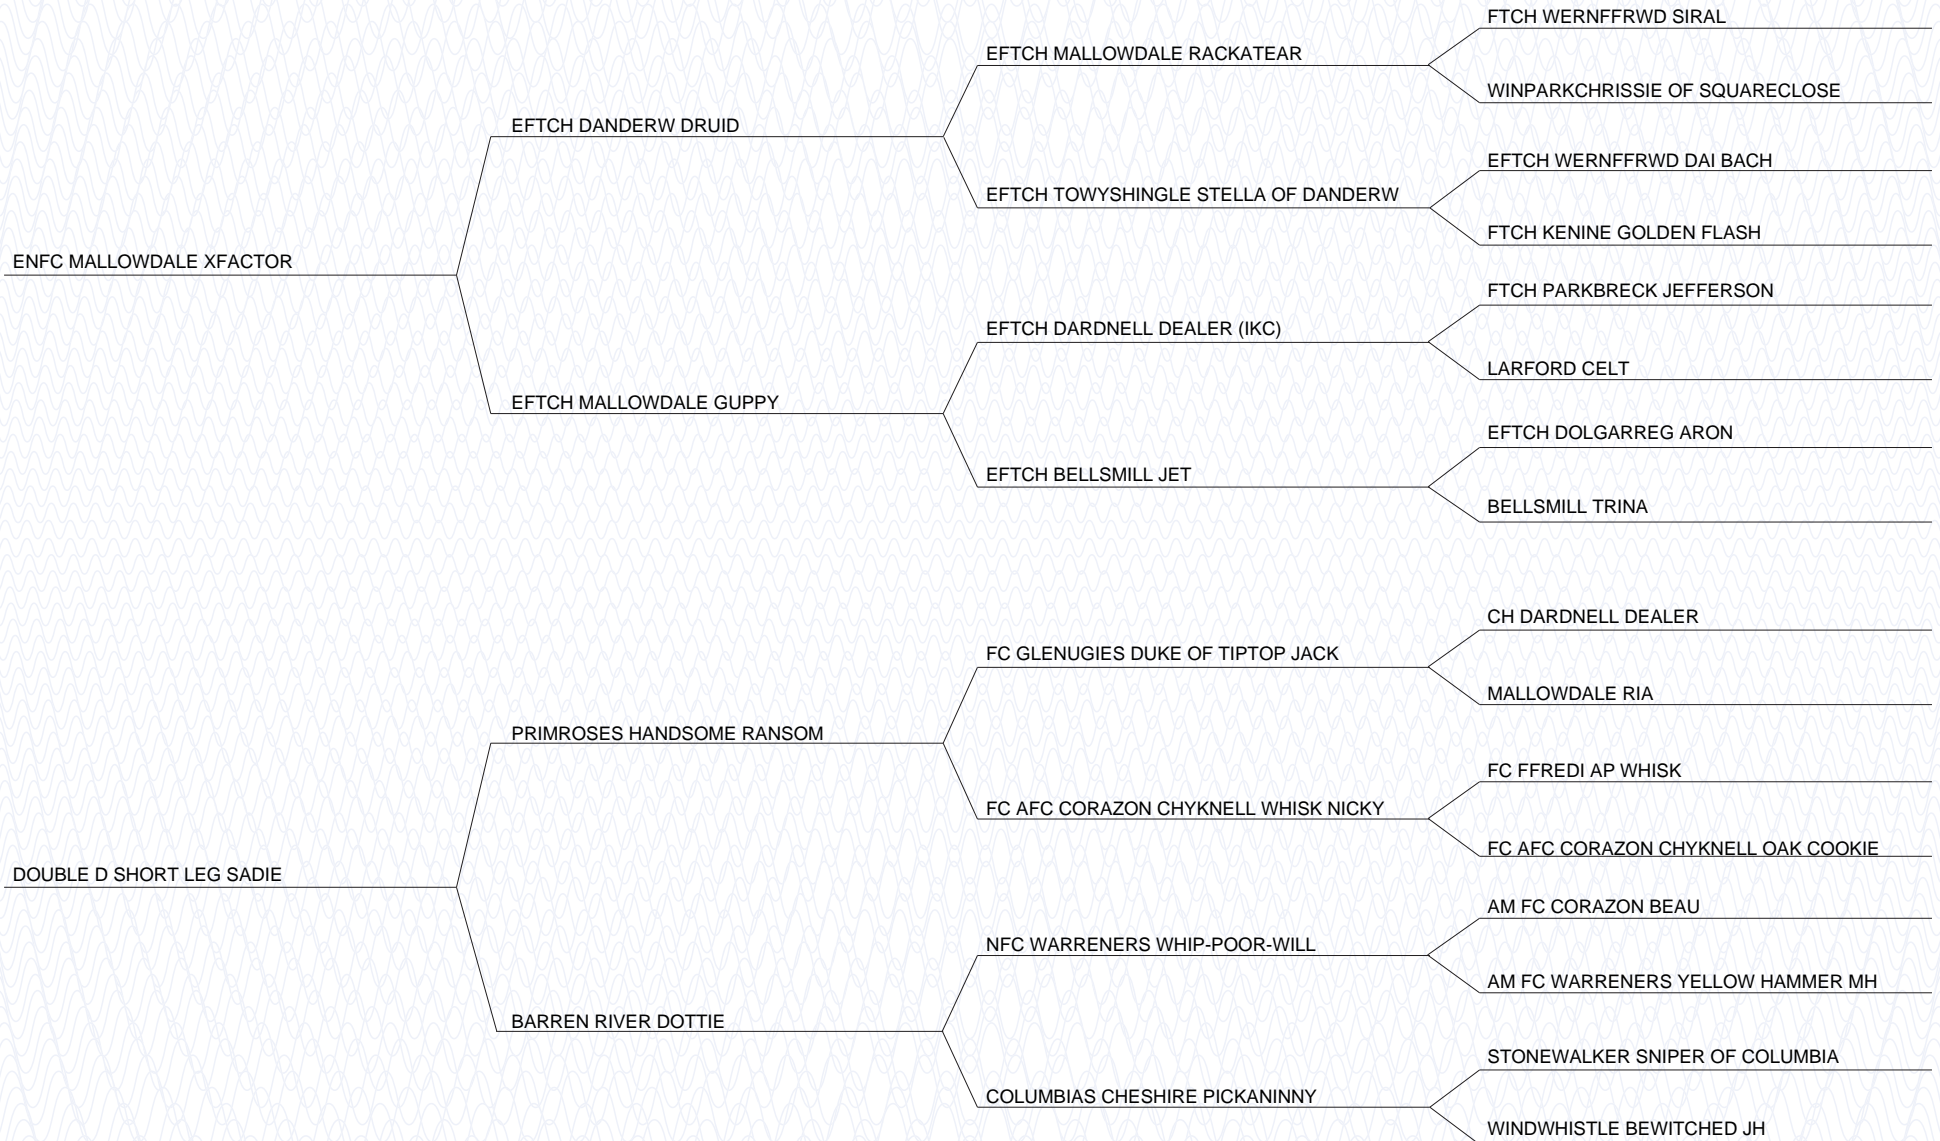 FTCH WERNFFRWD SIRAL
EFTCH MALLOWDALE RACKATEAR
WINPARKCHRISSIE OF SQUARECLOSE
EFTCH DANDERW DRUID
EFTCH WERNFFRWD DAI BACH
EFTCH TOWYSHINGLE STELLA OF DANDERW
FTCH KENINE GOLDEN FLASH
ENFC MALLOWDALE XFACTOR
FTCH PARKBRECK JEFFERSON
EFTCH DARDNELL DEALER (IKC)
LARFORD CELT
EFTCH MALLOWDALE GUPPY
EFTCH DOLGARREG ARON
EFTCH BELLSMILL JET
BELLSMILL TRINA
CH DARDNELL DEALER
FC GLENUGIES DUKE OF TIPTOP JACK
MALLOWDALE RIA
PRIMROSES HANDSOME RANSOM
FC FFREDI AP WHISK
FC AFC CORAZON CHYKNELL WHISK NICKY
FC AFC CORAZON CHYKNELL OAK COOKIE
DOUBLE D SHORT LEG SADIE
AM FC CORAZON BEAU
NFC WARRENERS WHIP-POOR-WILL
AM FC WARRENERS YELLOW HAMMER MH
BARREN RIVER DOTTIE
STONEWALKER SNIPER OF COLUMBIA
COLUMBIAS CHESHIRE PICKANINNY
WINDWHISTLE BEWITCHED JH